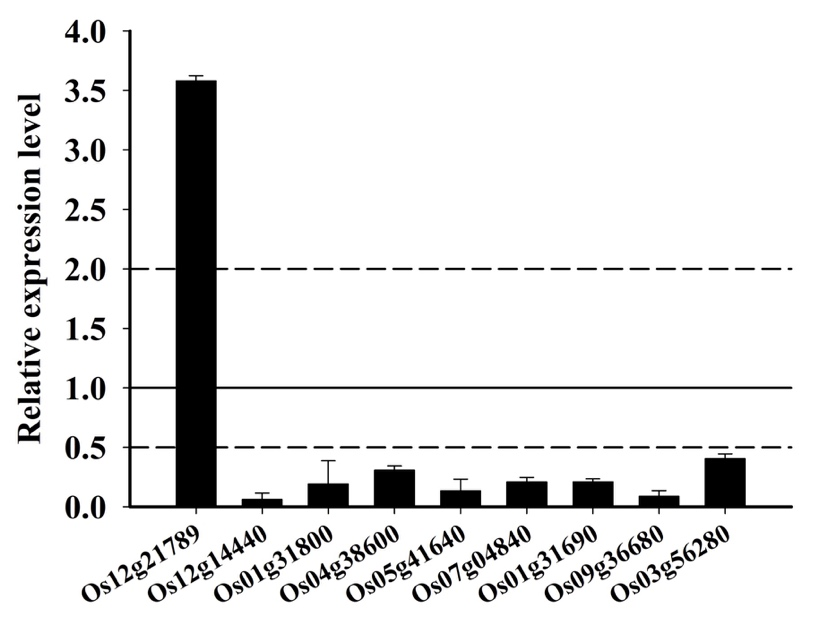 Relative expression level
4.0
3.5
3.0
2.5
2.0
1.5
1.0
0.5
0.0
Os12g21789
Os12g14440
Os01g31800
Os04g38600
Os05g41640
Os07g04840
Os01g31690
Os09g36680
Os03g56280